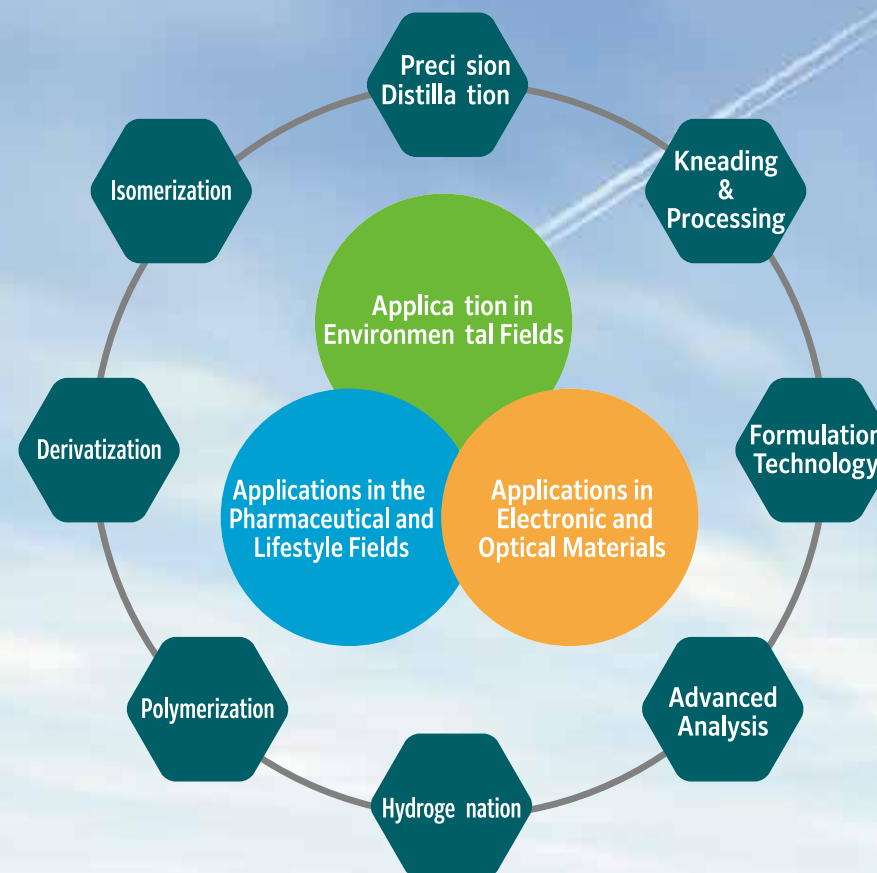 Preci sion
Distilla tion
Isomerization
Kneading
&
Processing
Applica tion in
Environmen tal Fields
Derivatization
Formulation
Technology
Applications in the
Pharmaceutical and
Lifestyle Fields
Applications in
Electronic and
Optical Materials
Polymerization
Advanced
Analysis
Hydroge nation